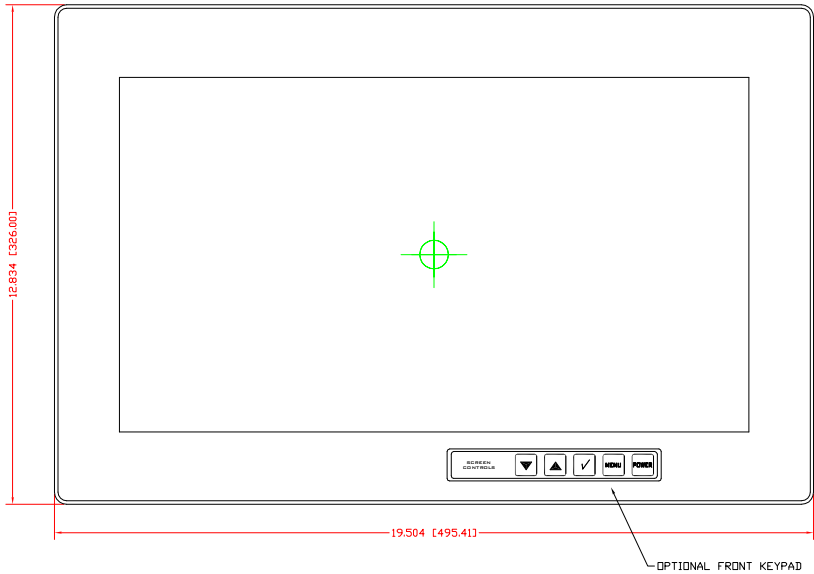 12.834 [326.00]
SCREEN
CONTROLS
MENU
POWER
19.504 [495.41]
OPTIONAL FRONT KEYPAD